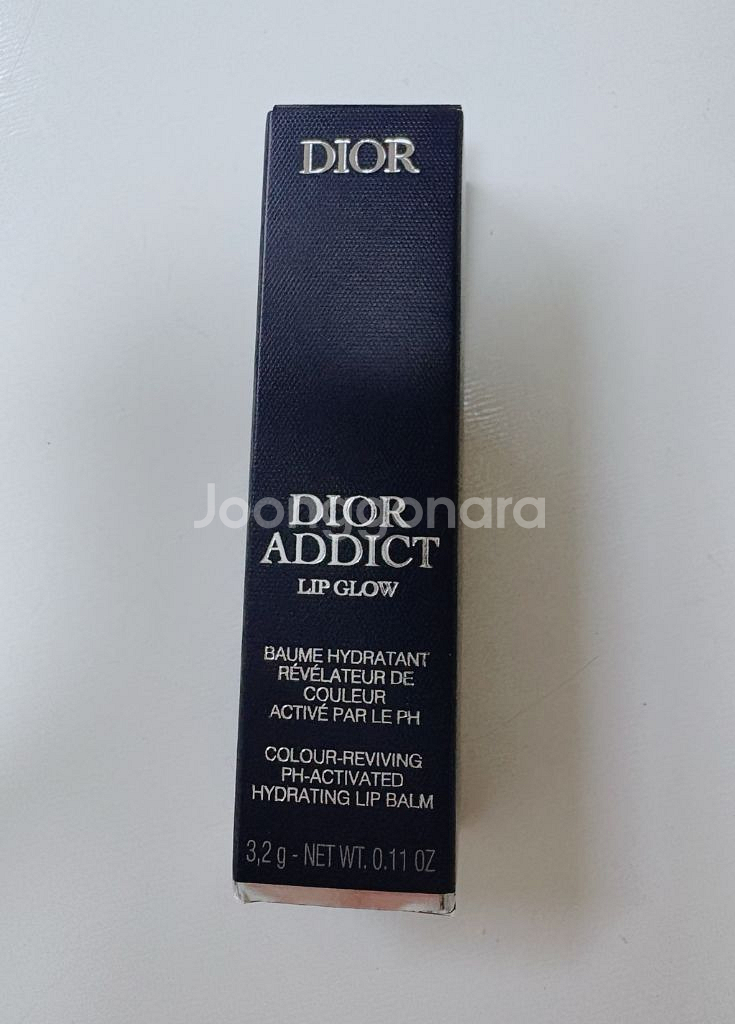 DIOR
Joonggonara
DIOR
ADDICT
LIP GLOW
BAUME HYDRATANT
RÉVÉLATEUR DE
COULEUR
ACTIVÉ PAR LE PH
COLOUR-REVIVING
PH-ACTIVATED
HYDRATING LIP BALM
3,2 g - NET WT. 0.11 OZ